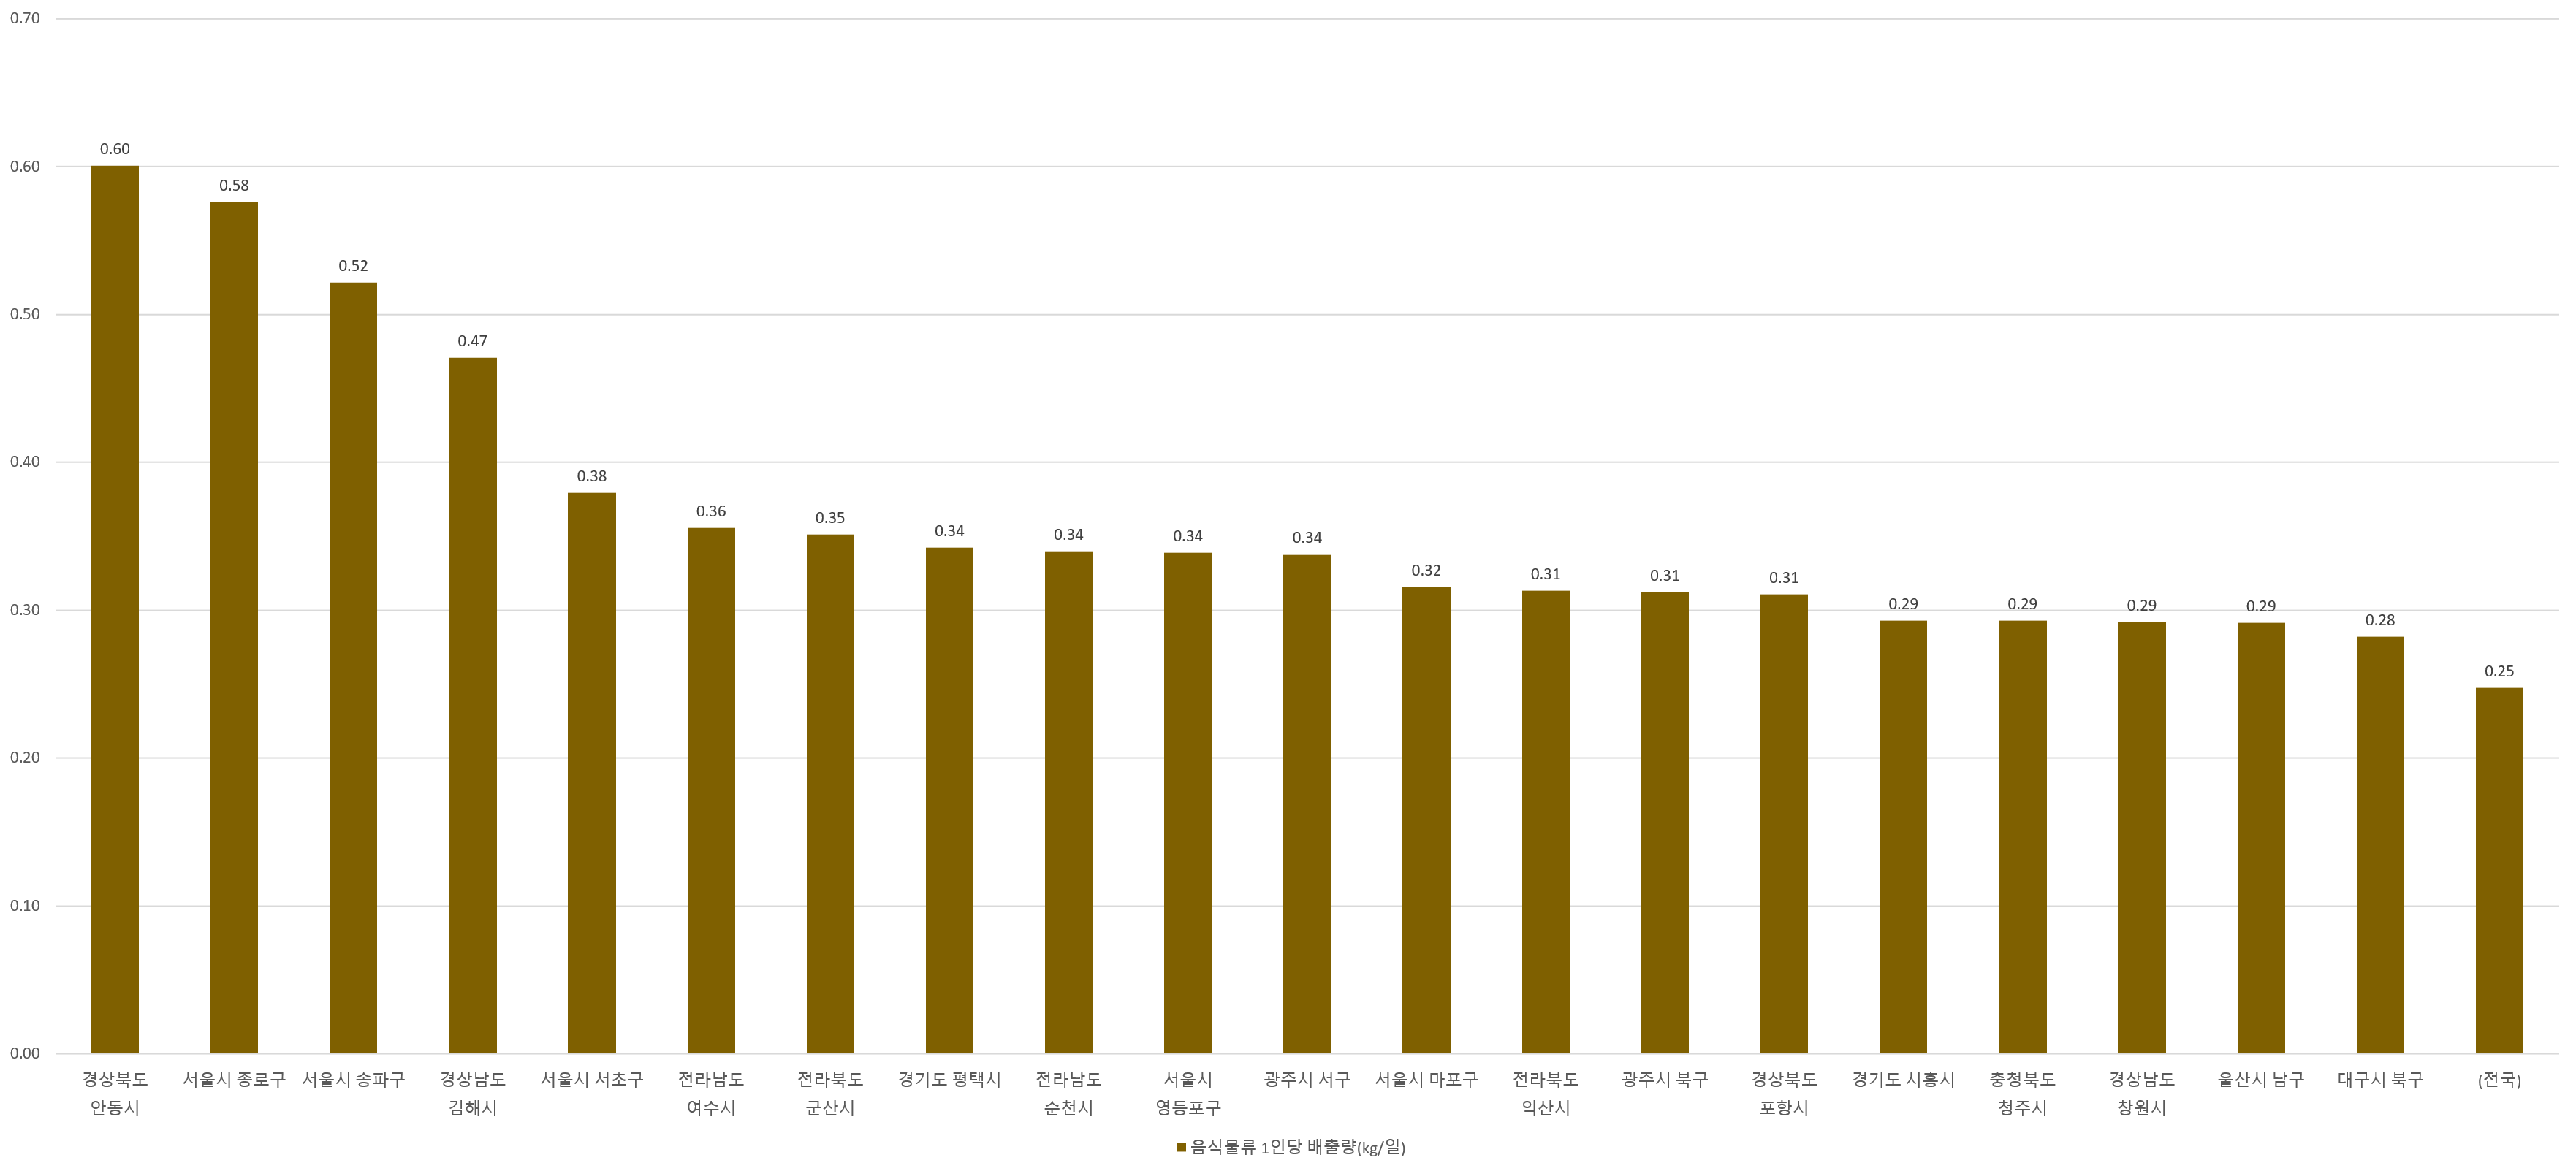 0.70
0.60
0.50
0.40
0.30
0.20
0.10
0.00
0.60
0.58
0.52
0.47
0.38
0.36
0.35
0.34
0.34
0.34
0.34
0.32
0.31
0.31
0.31
0.29
0.29
0.29
0.29
0.28
0.25
경상북도
안동시
서울시 종로구
서울시 송파구
경상남도
김해시
서울시 서초구
전라남도
여수시
전라북도
군산시
경기도 평택시
전라남도
순천시
서울시
영등포구
광주시 서구
서울시 마포구
전라북도
익산시
광주시 북구
경상북도
포항시
경기도 시흥시
충청북도
청주시
경상남도
창원시
울산시 남구
대구시 북구
(전국)
음식물류 1인당 배출량(kg/일)